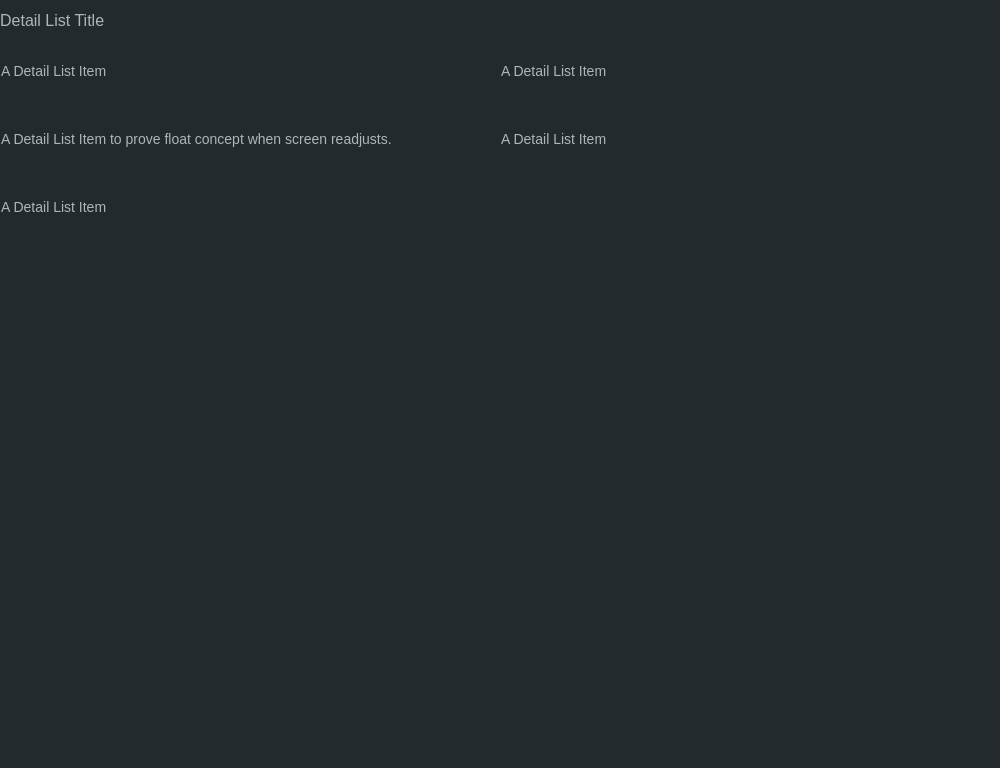 Detail List Title
A Detail List Item
A Detail List Item
A Detail List Item to prove float concept when screen readjusts.
A Detail List Item
A Detail List Item